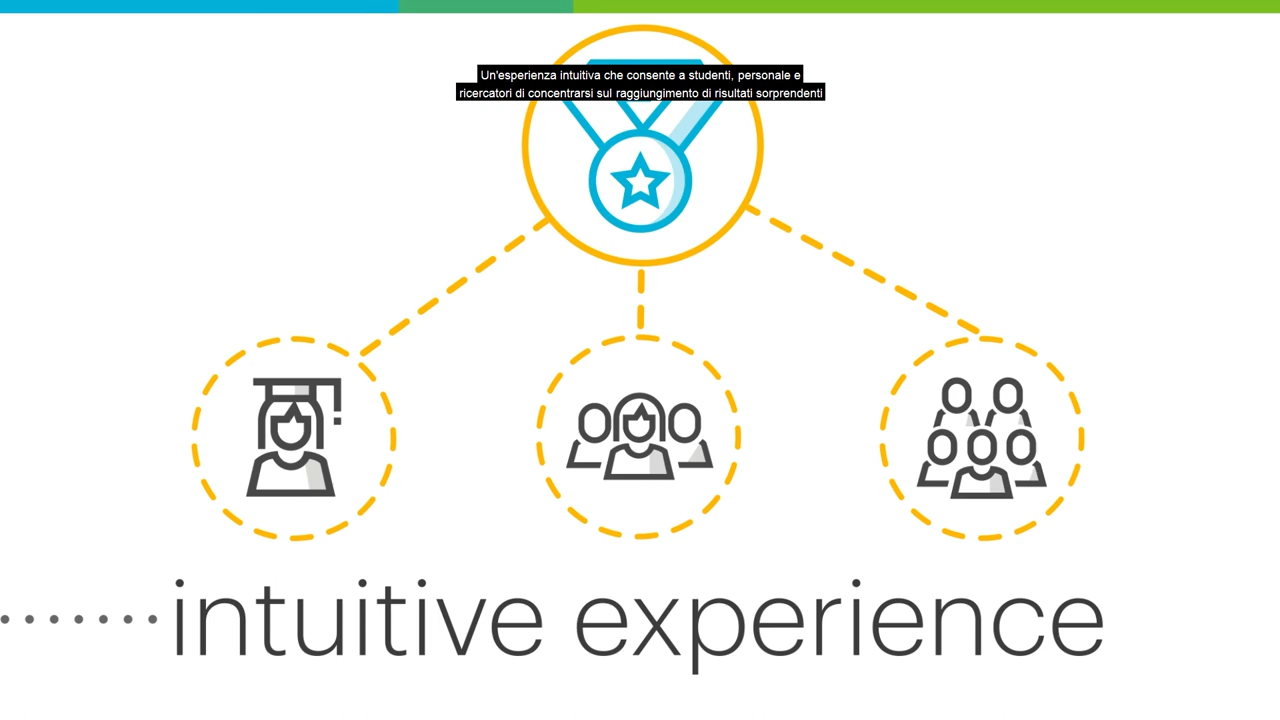 Un'esperienza intuitiva che consente a studenti, personale e
ricercatori di concentrarsi sul raggiungimento di risultati sorprendenti
intuitive experience